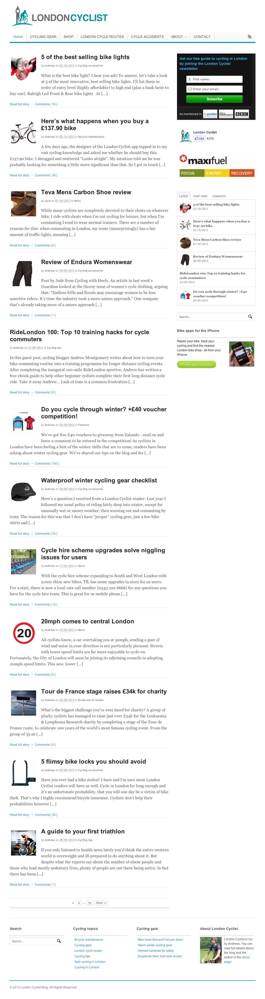 LONDONCYCLIST
Home CYCLING GEAR SHOP LONDON CYCLE ROUTES CYCLE ACCIDENTS ABOUT CONTACT
5 of the best selling bike lights
by Andreas on 03/10/2013 in Cycling accessories
What is the best bike light? I hear you ask! To answer, let’s take a look
at 5 of the most innovative, best selling bike lights. I’ll list them in
order of entry level (highly affordable) to high end (plan a bank heist to
buy one). Raleigh Led Front & Rear bike lights At […]
Read full story • Comments { 16 }
Here’s what happens when you buy a
£137.90 bike
by Andreas on 02/10/2013 in Bicycle maintenance
A few days ago, the designer of the London Cyclist app tapped in to my
vast cycling knowledge and asked me whether he should buy this
£137.90 bike: I shrugged and muttered “Looks alright”. My intuition told me he was
probably looking for something a little more significant than that. So I got in touch […]
Read full story • Comments { 36 }
Teva Mens Carbon Shoe review
by Jack on 01/10/2013 in News
While many cyclists are completely devoted to their cleats on whatever
bike, I ride with cleats when I’m out cycling for leisure, but when I’m
commuting I tend to wear normal trainers. There are a number of
reasons for this: when commuting in London, my route (unsurprisingly) has a fair
amount of traffic lights, meaning […]
Read full story • Comments { 6 }
Review of Endura Womenswear
by Andreas on 30/09/2013 in Cycling accessories
Post by Jude from Cycling with Heels. An article in last week’s
Guardian looked at the thorny issue of women’s cycle clothing, arguing
that: “Endless frills and florals may encourage women to be less
assertive riders. It’s time the industry took a more unisex approach.” One company
that’s already taking more of a unisex approach […]
Read full story • Comments { 1 }
RideLondon 100: Top 10 training hacks for cycle
commuters
by Andreas on 23/09/2013 in Cycling tips
In this guest post, cycling blogger Andrew Montgomery writes about how to turn your
bike commuting routine into a training programme for longer distance cycling events.
After completing the inaugural 100-mile RideLondon sportive, Andrew has written a
free ebook to help other beginner cyclists complete their first long distance cycle
ride. Take it away Andrew… Lack of time is a common frustration […]
Read full story • Comments { 6 }
zalando
Do you cycle through winter? +£40 voucher
competition!
by Andreas on 20/09/2013 in Features
We’ve got five £40 vouchers to giveaway from Zalando - read on and
leave a comment to be entered in the competition! As cyclists in
London have been feeling a hint of the winter chills that are to come, readers have been
asking about winter cycling gear. We’ve shared our tips on the blog and for […]
Read full story • Comments { 150 }
Waterproof winter cycling gear checklist
by Andreas on 18/09/2013 in Cycling accessories
Here’s a question I received from a London Cyclist reader: Last year I
followed my usual policy of riding fairly deep into winter, except for
unusually wet or snowy weather, then woosing out and commuting by
train. The reason for this was that I don’t have “proper” cycling gear, just a few bike
shirts and […]
Read full story • Comments { 30 }
Cycle hire scheme upgrades solve niggling
issues for users
by Andreas on 17/09/2013 in News
With the cycle hire scheme expanding to South and West London with
2,000 shiny new bikes, TfL has some upgrades in store for us users.
For a start, there is now a local rate call number (0343 222 6666) for any questions you
have for the cycle hire team. This is great for us mobile phone […]
Read full story • Comments { 12 }
20
20mph comes to central London
by Andreas on 16/09/2013 in News
All cyclists know, a car overtaking you at 50mph, sending a gust of
wind and noise in your direction is not particularly pleasant. Streets
with lower speed limits are far more enjoyable to cycle on.
Fortunately, the City of London will soon be joining its adjoining councils in adopting
20mph speed limits. This new, lower […]
Read full story • Comments { 6 }
Tour de France stage raises £34k for charity
by Andreas on 30/08/2013 in Break out of London
What’s the biggest challenge you’ve ever faced for charity? A group of
plucky cyclists has managed to raise just over £34k for the Leukaemia
& Lymphoma Research charity by completing a stage of the Tour de
France route, to celebrate 100 years of the world’s most famous cycling event. From the
group of 35 an […]
Read full story • Comments { 0 }
5 flimsy bike locks you should avoid
by Andreas on 29/08/2013 in Cycling accessories
Have you ever had a bike stolen? I have and I’m sure most London
Cyclist readers will have as well. Cycle in London for long enough and
it’s an unfortunate probability, that you will one day be a victim of bike
theft. That’s why I highly recommend bicycle insurance. Cyclists don’t help their
probabilities however […]
Read full story • Comments { 34 }
A guide to your first triathlon
by Andreas on 28/08/2013 in Cycling tips
If you only listened to health news lately you’d think the entire western
world is overweight and ill-prepared to do anything about it. But
despite what the reports say about the number of obese people and
those who lead mostly sedentary lives, plenty of people are out there being active. In fact
there has been […]
Read full story • Comments { 1 }
1 2 ... 73 Next →
Get our free guide to cycling in London
by joining the London Cyclist
newsletter:
First name:
Enter your email:
Subscribe
As mentioned in: theguardian THE INDEPENDENT BBC
London Cyclist
Like 8,373
maxifuel
FOCUS ENERGY RECOVERY
LATEST START HERE COMMENTS
5 of the best selling bike lights
03/10/2013
Here’s what happens when you buy a
£137.90 bike
02/10/2013
Teva Mens Carbon Shoe review
01/10/2013
Review of Endura Womenswear
30/09/2013
RideLondon 100: Top 10 training hacks for
cycle commuters
23/09/2013
Do you cycle through winter? +£40
voucher competition!
20/09/2013
Search...
Bike apps for the iPhone
Repair your bike, track your
cycling and find the nearest
London bike shop - all from your
iPhone:
iPhone apps for cyclists
Search
Search...
Cycling topics
Bicycle maintenance
Cycling gear
London cycle routes
Cycling tips
Safe cycling in London
Cycling in London
Cycling gear
Bike locks that won't let you down
Warm winter cycling gear
Helmet Cameras for safety
Kryptonite New York lock review
About London Cyclist
London Cyclist is run
by Andreas. You can
read full details about
the blog and the
author in the about
page.
© 2013 London Cyclist Blog. All Rights Reserved.